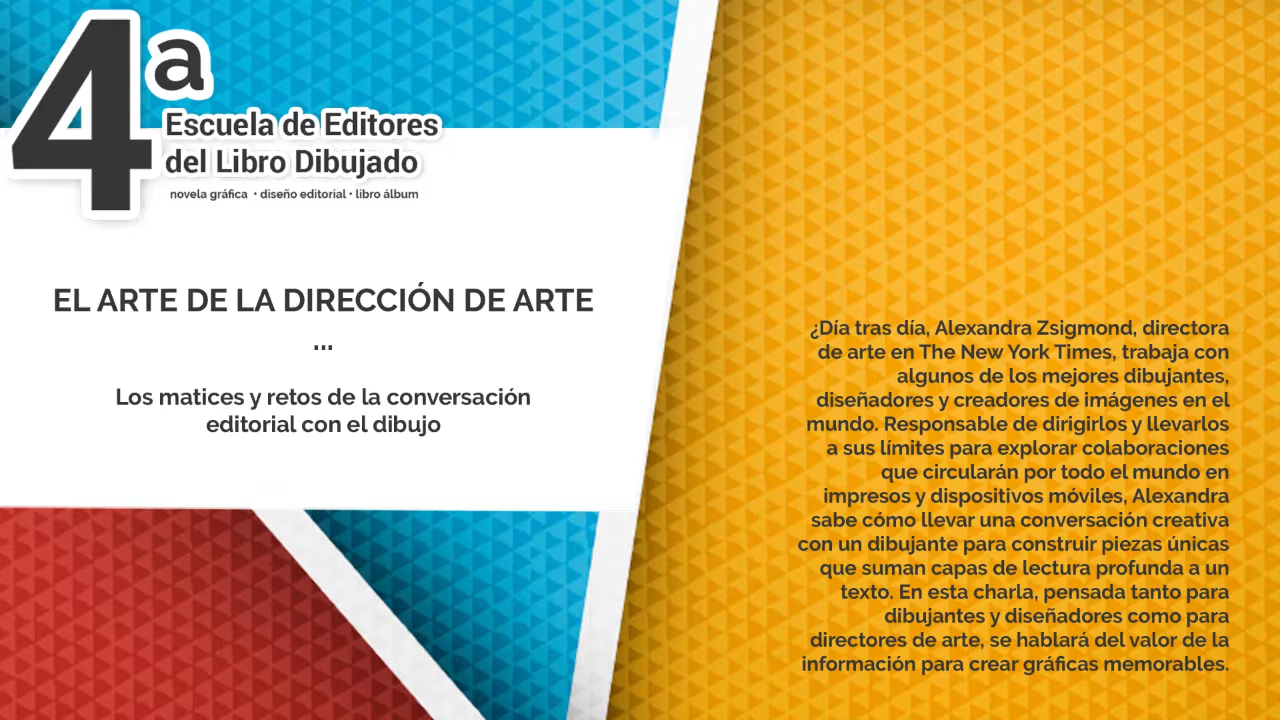 4a
Escuela de Editores
del Libro Dibujado
novela gráfica • diseño editorial • libro álbum
EL ARTE DE LA DIRECCIÓN DE ARTE
...
Los matices y retos de la conversación
editorial con el dibujo
¿Día tras día, Alexandra Zsigmond, directora
de arte en The New York Times, trabaja con
algunos de los mejores dibujantes,
diseñadores y creadores de imágenes en el
mundo. Responsable de dirigirlos y llevarlos
a sus límites para explorar colaboraciones
que circularán por todo el mundo en
impresos y dispositivos móviles, Alexandra
sabe cómo llevar una conversación creativa
con un dibujante para construir piezas únicas
que suman capas de lectura profunda a un
texto. En esta charla, pensada tanto para
dibujantes y diseñadores como para
directores de arte, se hablará del valor de la
información para crear gráficas memorables.